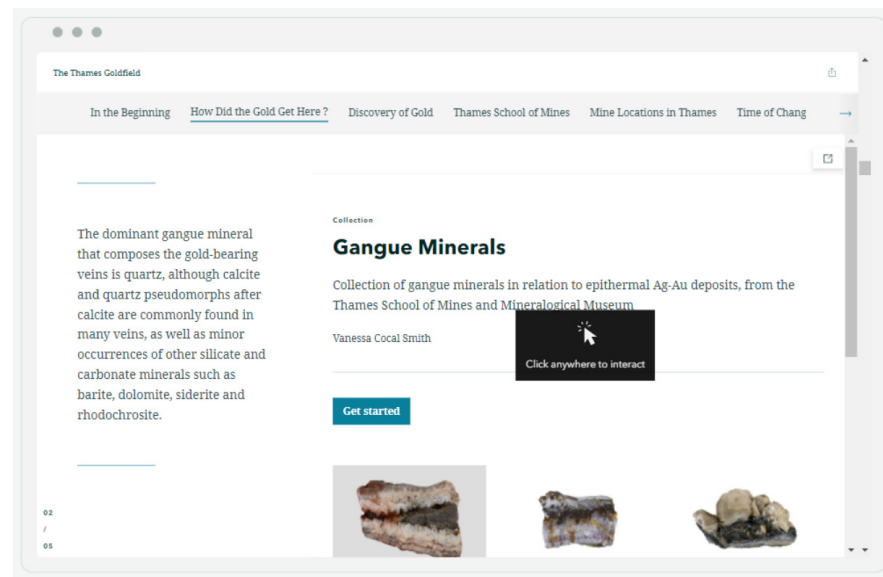 The Thames Goldfield
In the Beginning How Did the Gold Get Here ? Discovery of Gold Thames School of Mines Mine Locations in Thames Time of Chang →
The dominant gangue mineral
that composes the gold-bearing
veins is quartz, although calcite
and quartz pseudomorphs after
calcite are commonly found in
many veins, as well as minor
occurrences of other silicate and
carbonate minerals such as
barite, dolomite, siderite and
rhodochrosite.
02
/
05
Collection
Gangue Minerals
Collection of gangue minerals in relation to epithermal Ag-Au deposits, from the
Thames School of Mines and Mineralogical Museum
Vanessa Cocal Smith
Click anywhere to interact
Get started